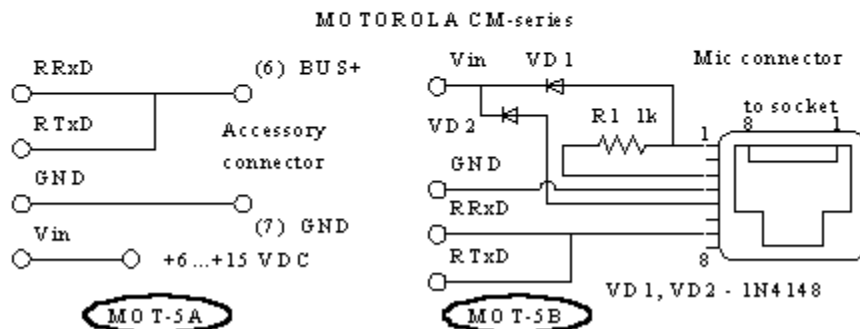 MOTOROLA CM-series
RRxD
(6) BUS+
RTxD
Accessory
connector
GND
(7) GND
Vin
+6...+15 VDC
MOT-5A
Vin
VD1
Mic connector
VD2
R1 1k
to socket
8 1
1
GND
RRxD
RTxD
8
VD1, VD2 - 1N4148
MOT-5B